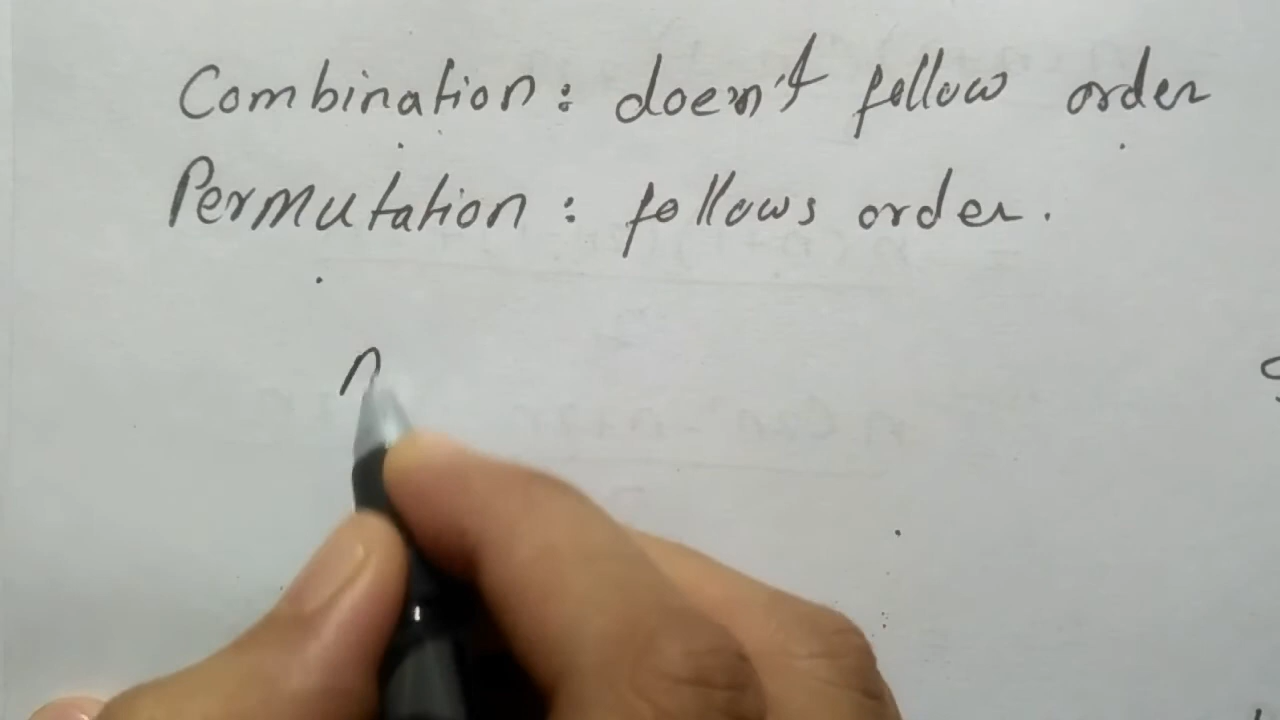 Combination: doesn't follow order
Permutation: follows order.
n